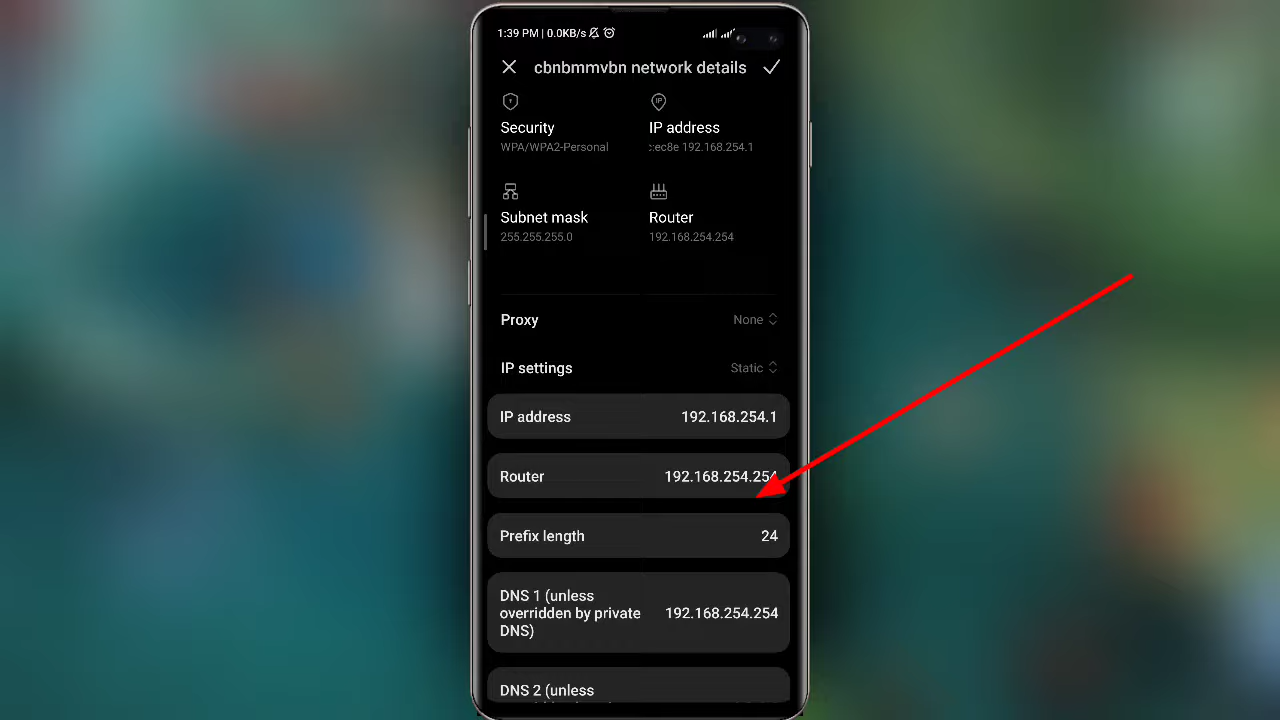 1:39 PM | 0.0KB/s
cbnbmmvbn network details
Security
WPA/WPA2-Personal
IP address
::ec8e 192.168.254.1
Subnet mask
255.255.255.0
Router
192.168.254.254
Proxy
None
IP settings
Static
IP address
192.168.254.1
Router
192.168.254.254
Prefix length
24
DNS 1 (unless
overridden by private
DNS)
192.168.254.254
DNS 2 (unless